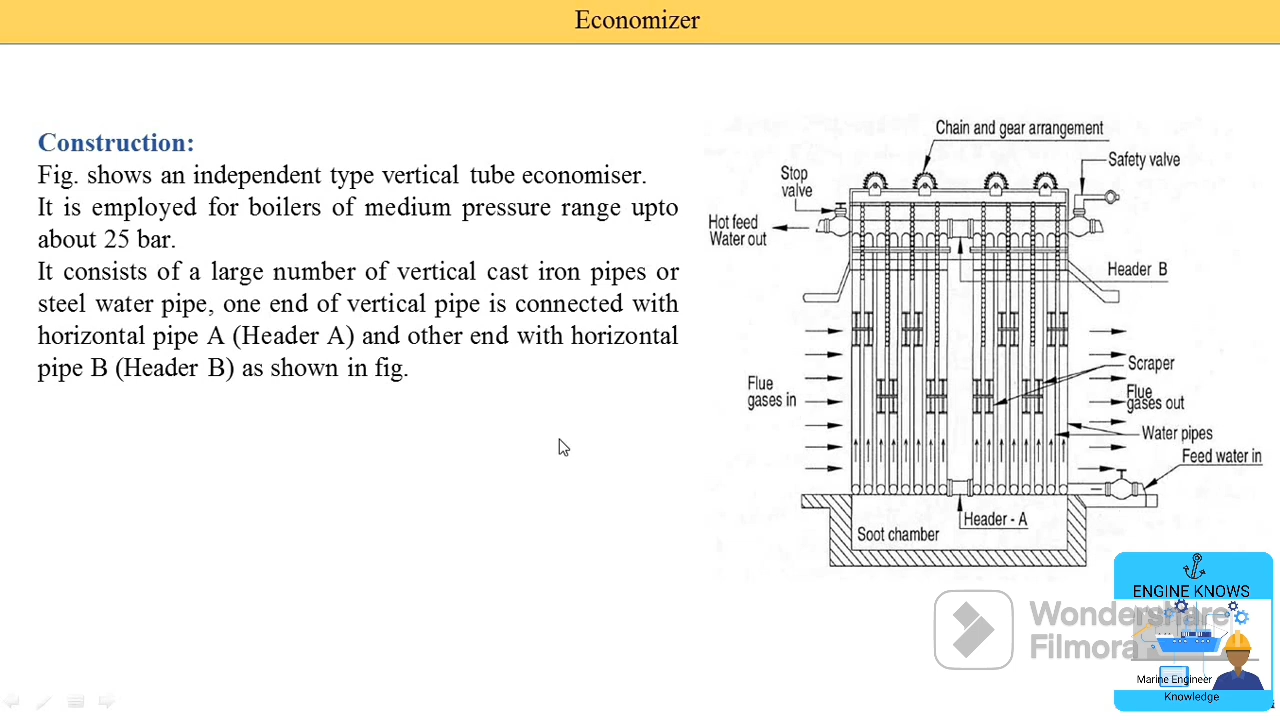 Economizer
Construction:
Fig. shows an independent type vertical tube economiser.
It is employed for boilers of medium pressure range upto
about 25 bar.
It consists of a large number of vertical cast iron pipes or
steel water pipe, one end of vertical pipe is connected with
horizontal pipe A (Header A) and other end with horizontal
pipe B (Header B) as shown in fig.
Chain and gear arrangement
Safety valve
Stop
valve
Hot feed
Water out
Header B
Scraper
Flue
gases in
Flue
gases out
Water pipes
Feed water in
Header - A
Soot chamber
ENGINE KNOWS
Wondershare
Filmora
Marine Engineer
Knowledge